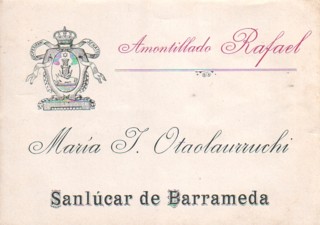 Amontillado Rafael
María J. Otaolaurruchi
Sanlúcar de Barrameda